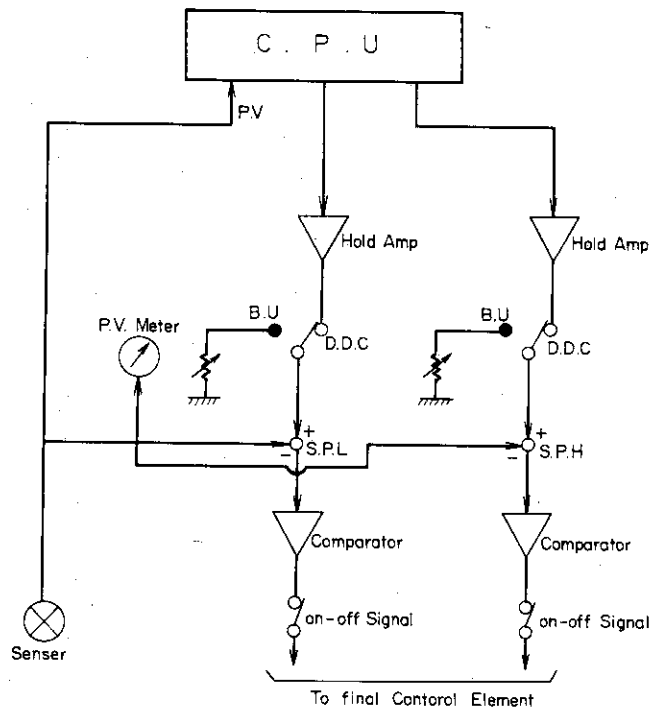 C. P. U
P.V
Hold Amp
Hold Amp
B.U
B.U
P.V. Meter
D.D.C
D.D.C
+
+
−
S.P.L
−
S.P.H
Comparator
Comparator
on-off Signal
on-off Signal
Senser
To final Contorol Element